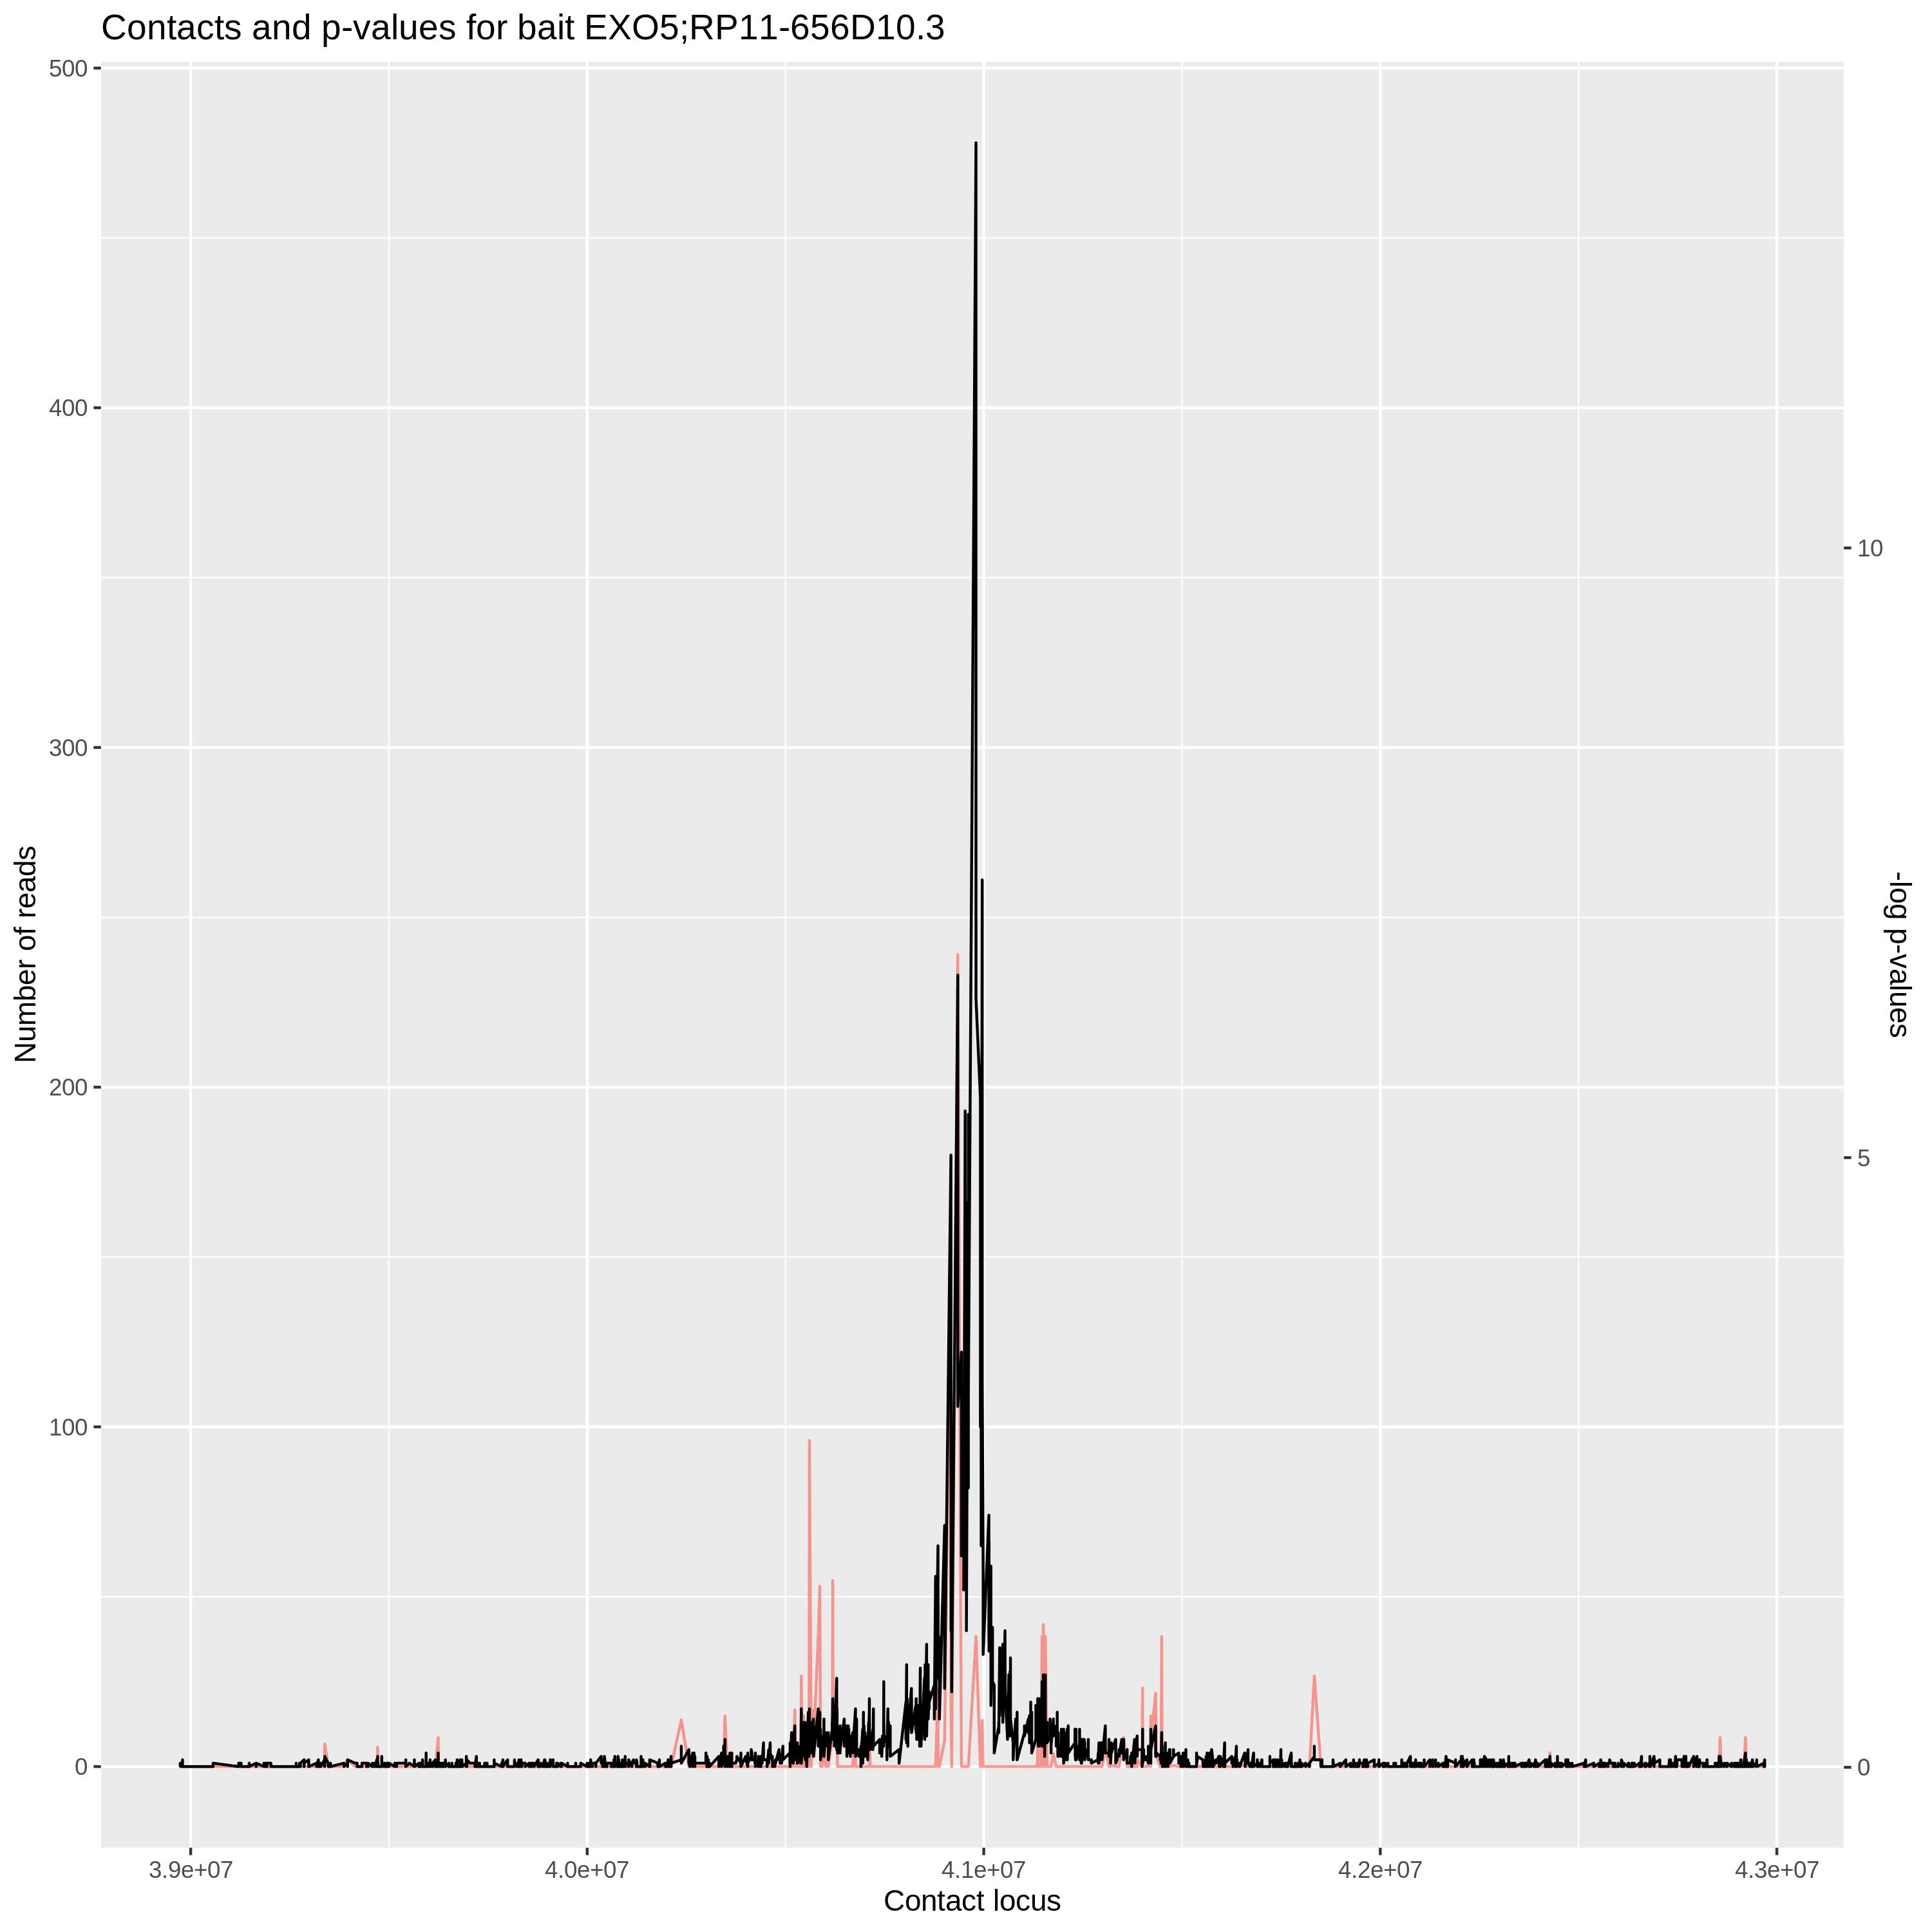 Contacts and p-values for bait EXO5;RP11-656D10.3
500
400
300
200
100
0
Number of reads
10
5
0
-log p-values
3.9e+07
4.0e+07
4.1e+07
4.2e+07
4.3e+07
Contact locus